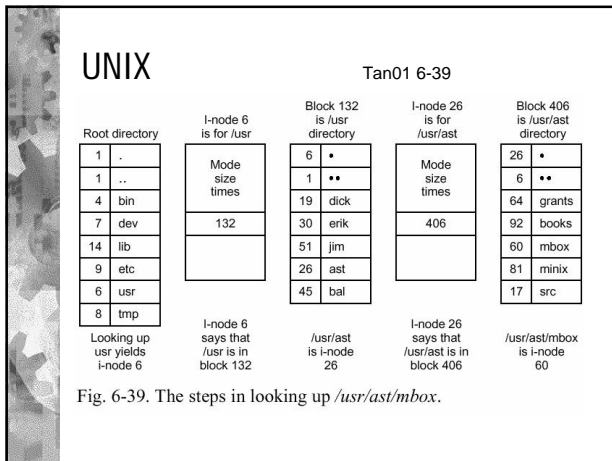 UNIX
Tan01 6-39
Root directory
1 .
1 ..
4 bin
7 dev
14 lib
9 etc
6 usr
8 tmp
Looking up
usr yields
i-node 6
I-node 6
is for /usr
Mode
size
times
132
I-node 6
says that
/usr is in
block 132
Block 132
is /usr
directory
6 •
1 ••
19 dick
30 erik
51 jim
26 ast
45 bal
/usr/ast
is i-node
26
I-node 26
is for
/usr/ast
Mode
size
times
406
I-node 26
says that
/usr/ast is in
block 406
Block 406
is /usr/ast
directory
26 •
6 ••
64 grants
92 books
60 mbox
81 minix
17 src
/usr/ast/mbox
is i-node
60
Fig. 6-39. The steps in looking up /usr/ast/mbox.